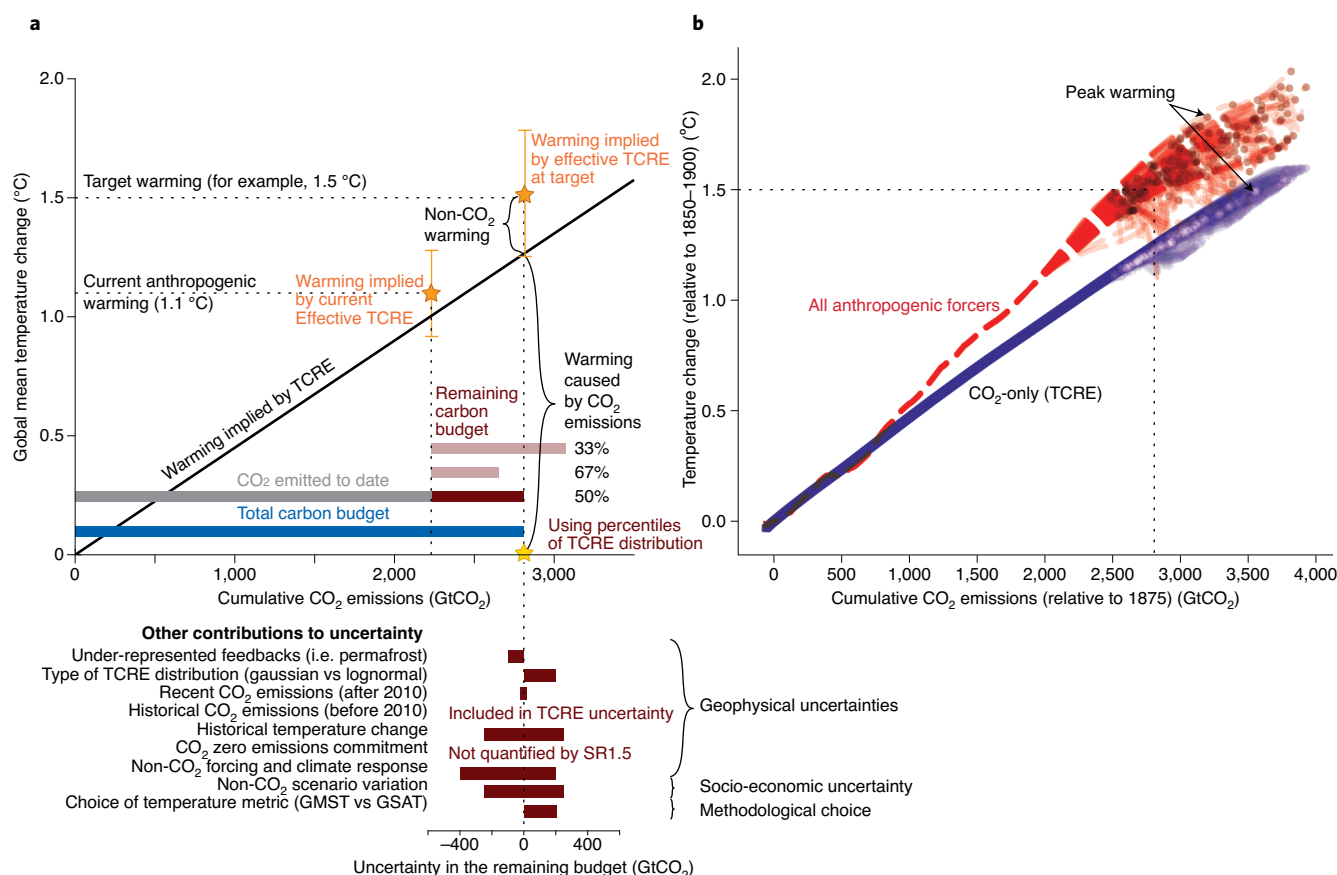 a
2.0
1.5
1.0
0.5
0
Gobal mean temperature change (°C)
Target warming (for example, 1.5 °C)
Current anthropogenic
warming (1.1 °C)
Warming implied
by effective TCRE
at target
Non-CO2
warming
Warming implied
by current
Effective TCRE
Warming implied by TCRE
Warming
caused
by CO2
emissions
Remaining
carbon
budget
33%
67%
50%
CO2 emitted to date
Total carbon budget
Using percentiles
of TCRE distribution
0
1,000
2,000
3,000
Cumulative CO2 emissions (GtCO2)
b
2.0
1.5
1.0
0.5
0.0
Temperature change (relative to 1850–1900) (°C)
Peak warming
All anthropogenic forcers
CO2-only (TCRE)
0
500
1,000
1,500
2,000
2,500
3,000
3,500
4,000
Cumulative CO2 emissions (relative to 1875) (GtCO2)
Other contributions to uncertainty
Under-represented feedbacks (i.e. permafrost)
Type of TCRE distribution (gaussian vs lognormal)
Recent CO2 emissions (after 2010)
Historical CO2 emissions (before 2010)
Included in TCRE uncertainty
Historical temperature change
CO2 zero emissions commitment
Not quantified by SR1.5
Non-CO2 forcing and climate response
Non-CO2 scenario variation
Choice of temperature metric (GMST vs GSAT)
Geophysical uncertainties
Socio-economic uncertainty
Methodological choice
−400
0
400
Uncertainty in the remaining budget (GtCO2)